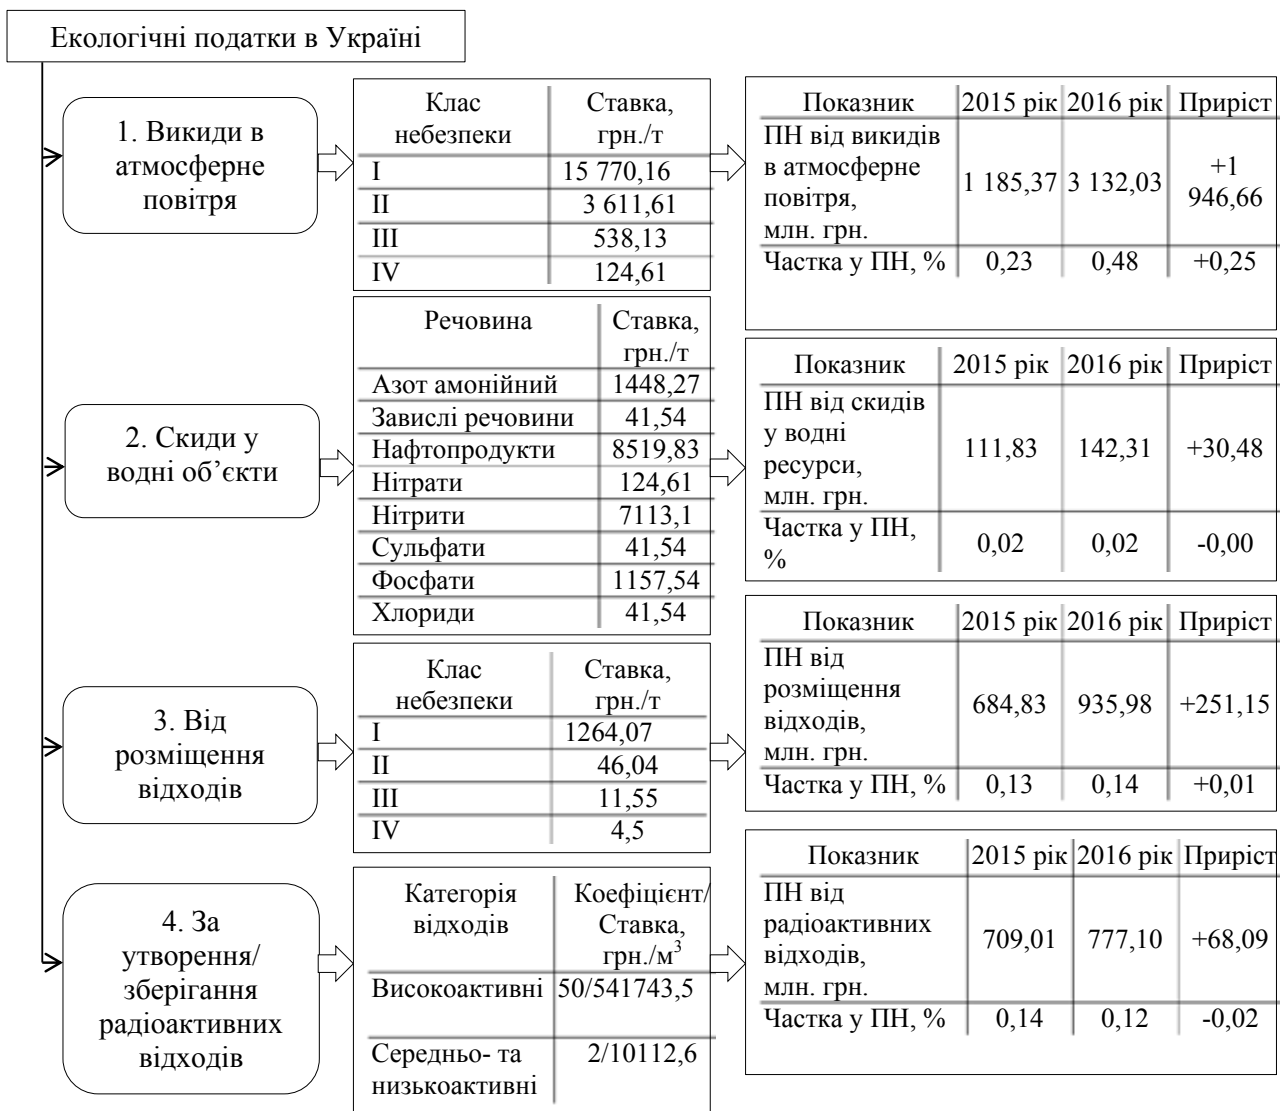 Екологічні податки в Україні
1. Викиди в
атмосферне
повітря
Клас
небезпеки
Ставка,
грн./т
I 15 770,16
II 3 611,61
III 538,13
IV 124,61
Показник 2015 рік 2016 рік Приріст
ПН від викидів
в атмосферне
повітря,
млн. грн.
1 185,37 3 132,03 +1
946,66
Частка у ПН, % 0,23 0,48 +0,25
2. Скиди у
водні об’єкти
Речовина Ставка,
грн./т
Азот амонійний 1448,27
Завислі речовини 41,54
Нафтопродукти 8519,83
Нітрати 124,61
Нітрити 7113,1
Сульфати 41,54
Фосфати 1157,54
Хлориди 41,54
Показник 2015 рік 2016 рік Приріст
ПН від скидів
у водні
ресурси,
млн. грн.
111,83 142,31 +30,48
Частка у ПН,
%
0,02 0,02 -0,00
3. Від
розміщення
відходів
Клас
небезпеки
Ставка,
грн./т
I 1264,07
II 46,04
III 11,55
IV 4,5
Показник 2015 рік 2016 рік Приріст
ПН від
розміщення
відходів,
млн. грн.
684,83 935,98 +251,15
Частка у ПН, % 0,13 0,14 +0,01
4. За
утворення/
зберігання
радіоактивних
відходів
Категорія
відходів
Коефіцієнт/
Ставка,
грн./м³
Високоактивні 50/541743,5
Середньо- та
низькоактивні
2/10112,6
Показник 2015 рік 2016 рік Приріст
ПН від
радіоактивних
відходів,
млн. грн.
709,01 777,10 +68,09
Частка у ПН, % 0,14 0,12 -0,02